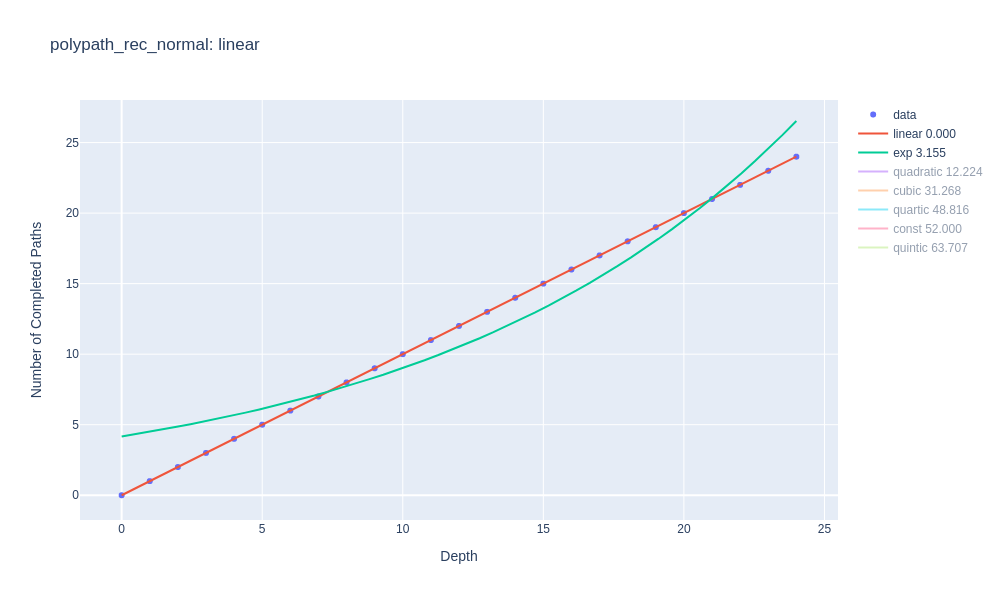 polypath_rec_normal: linear
data
linear 0.000
exp 3.155
quadratic 12.224
cubic 31.268
quartic 48.816
const 52.000
quintic 63.707
Number of Completed Paths
25
20
15
10
5
0
0
5
10
15
20
25
Depth